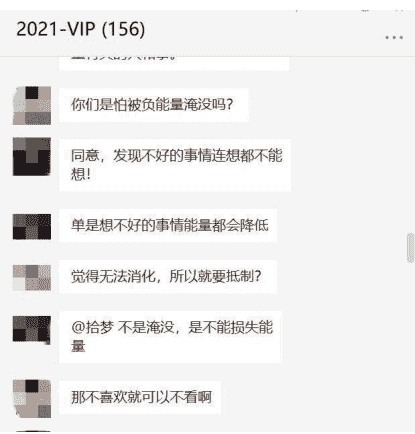 2021-VIP (156)
你们是怕被负能量淹没吗?
同意，发现不好的事情连想都不能
想!
单是想不好的事情能量都会降低
觉得无法消化，所以就要抵制?
@拾梦 不是淹没，是不能损失能
量
那不喜欢就可以不看啊